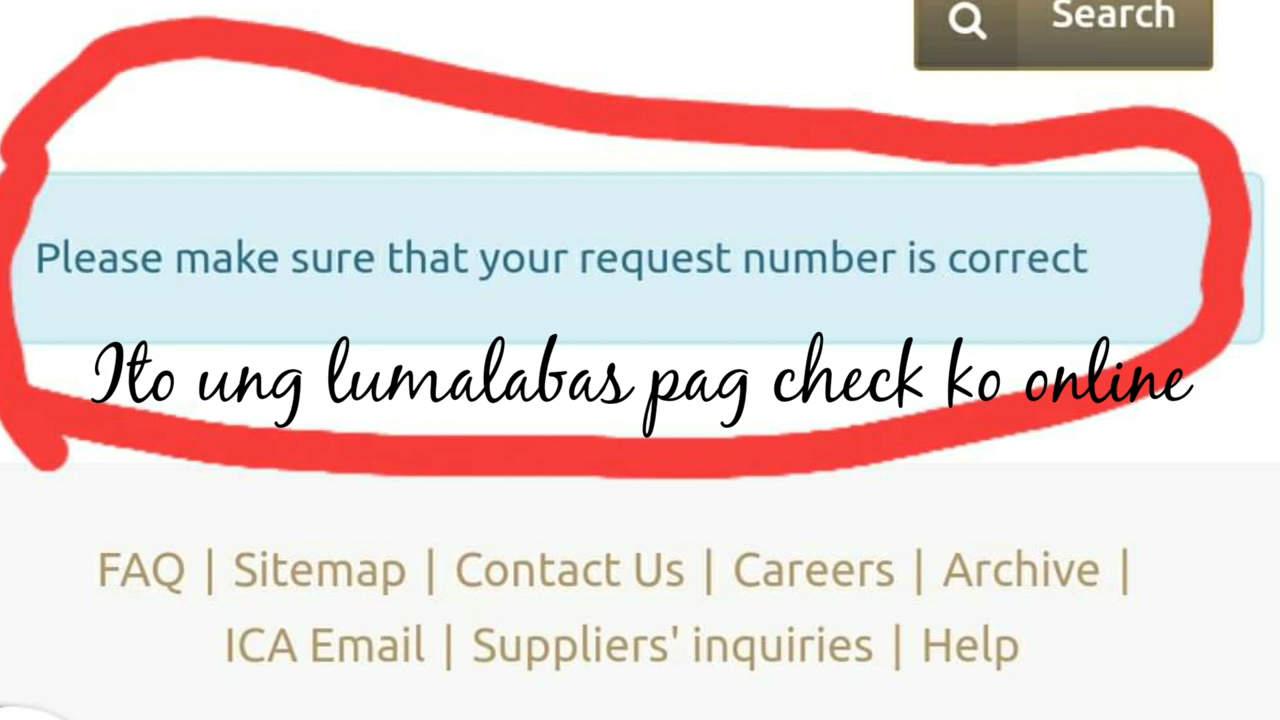 Search
Please make sure that your request number is correct
Ito ung lumalabas pag check ko online
FAQ | Sitemap | Contact Us | Careers | Archive |
ICA Email | Suppliers' inquiries | Help